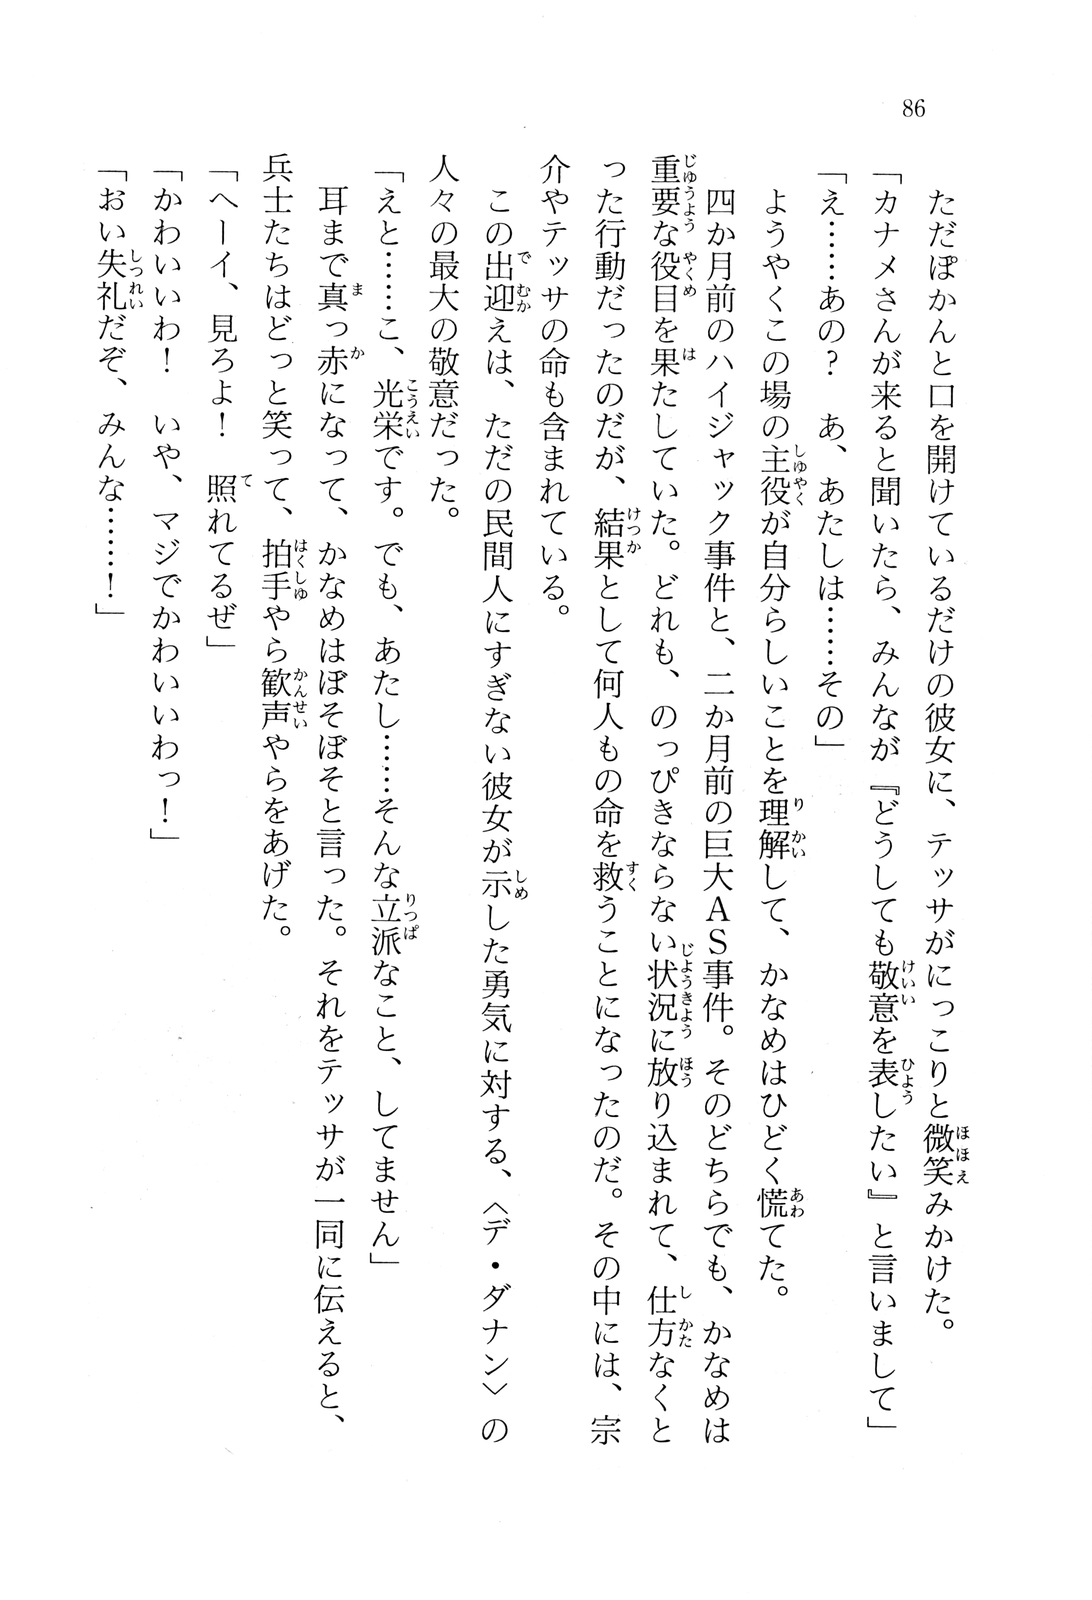 86
　ただぽかんと口を開けているだけの彼女に、テッサがにっこりと微笑みかけた。
「カナメさんが来ると聞いたら、みんなが『どうしても敬意を表したい』と言いまして」
「え……あの？　あ、あたしは……その」
　ようやくこの場の主役が自分らしいことを理解して、かなめはひどく慌てた。
　四か月前のハイジャック事件と、二か月前の巨大ＡＳ事件。そのどちらでも、かなめは
重要な役目を果たしていた。どれも、のっぴきならない状況に放り込まれて、仕方なくと
った行動だったのだが、結果として何人もの命を救うことになったのだ。その中には、宗
介やテッサの命も含まれている。
　この出迎えは、ただの民間人にすぎない彼女が示した勇気に対する、〈デ・ダナン〉の
人々の最大の敬意だった。
「えと……こ、光栄です。でも、あたし……そんな立派なこと、してません」
　耳まで真っ赤になって、かなめはぼそぼそと言った。それをテッサが一同に伝えると、
兵士たちはどっと笑って、拍手やら歓声やらをあげた。
「ヘーイ、見ろよ！　照れてるぜ」
「かわいいわ！　いや、マジでかわいいわっ！」
「おい失礼だぞ、みんな……！」